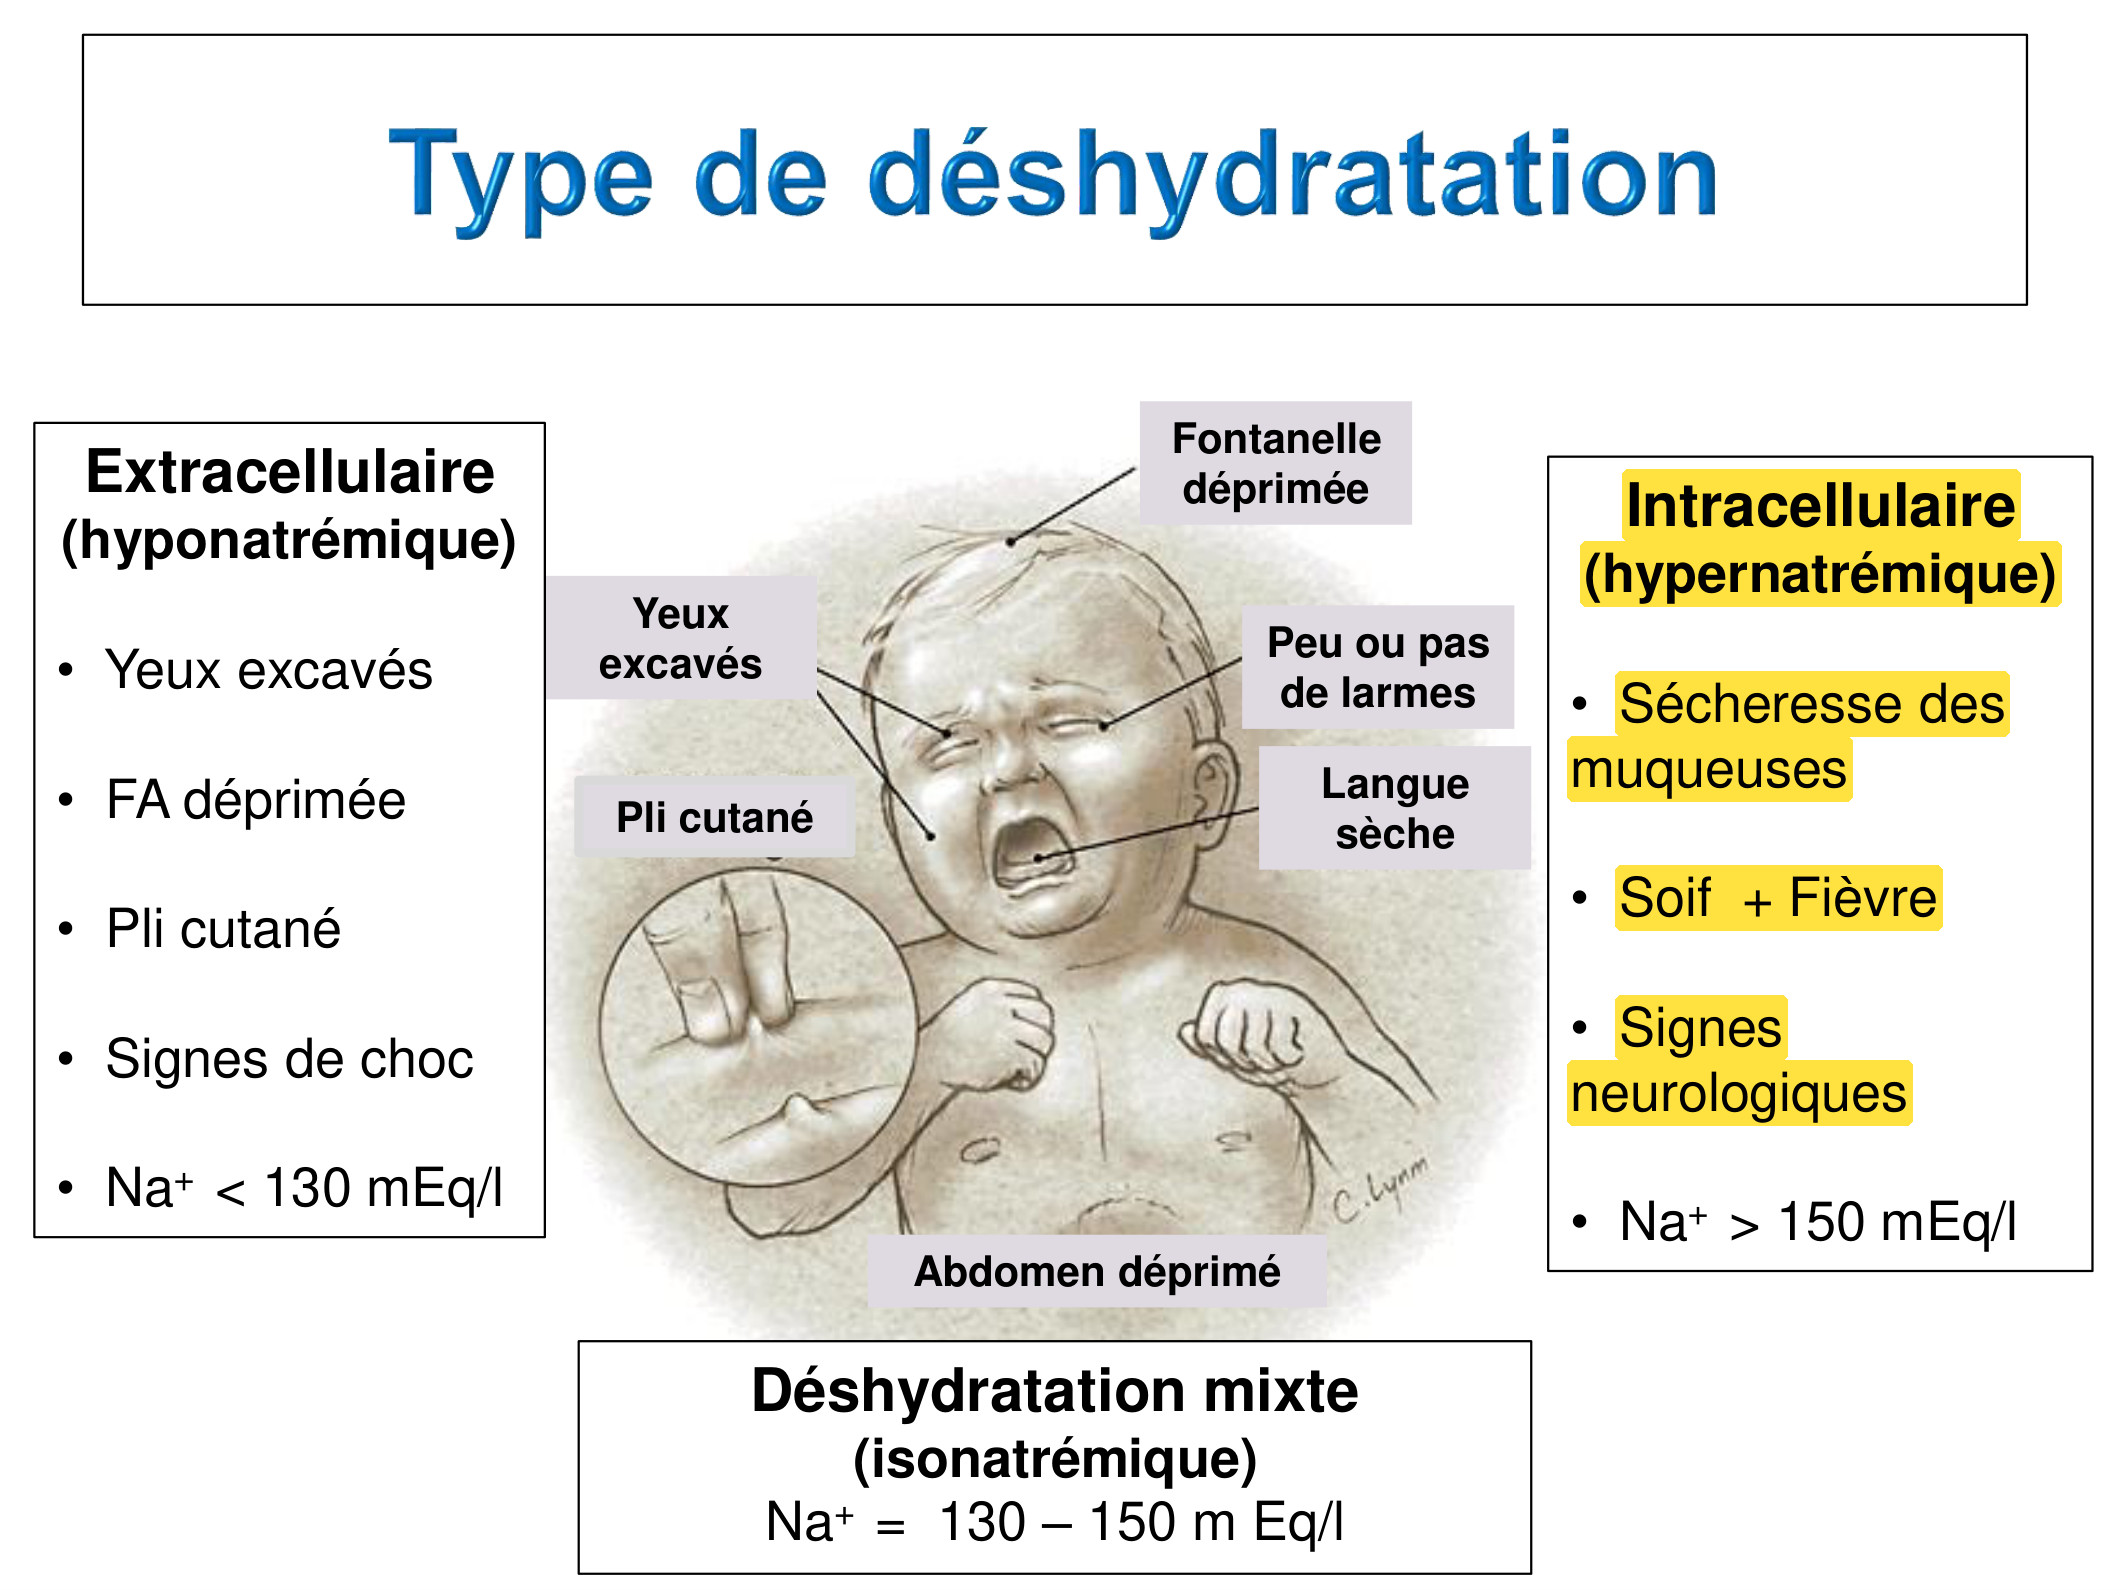 Type de déshydratation
Extracellulaire
(hyponatrémique)
• Yeux excavés
• FA déprimée
• Pli cutané
• Signes de choc
• Na⁺ < 130 mEq/l
Fontanelle
déprimée
Yeux
excavés
Peu ou pas
de larmes
Pli cutané
Langue
sèche
C. Lynm
Abdomen déprimé
Intracellulaire
(hypernatrémique)
• Sécheresse des
muqueuses
• Soif + Fièvre
• Signes
neurologiques
• Na⁺ > 150 mEq/l
Déshydratation mixte
(isonatrémique)
Na⁺ = 130 – 150 m Eq/l